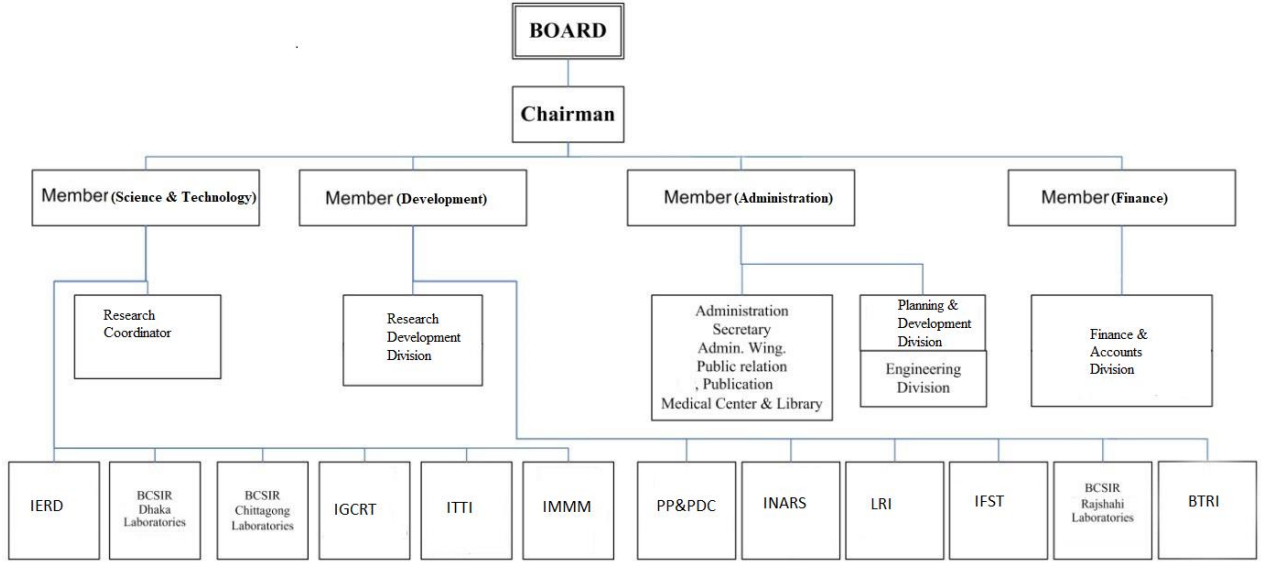 BOARD
Chairman
Member (Science & Technology)
Member (Development)
Member (Administration)
Member (Finance)
Research
Coordinator
Research
Development
Division
Administration
Secretary
Admin. Wing.
Public relation
, Publication
Medical Center & Library
Planning &
Development
Division
Engineering
Division
Finance &
Accounts
Division
IERD
BCSIR
Dhaka
Laboratories
BCSIR
Chittagong
Laboratories
IGCRT
ITTI
IMMM
PP&PDC
INARS
LRI
IFST
BCSIR
Rajshahi
Laboratories
BTRI